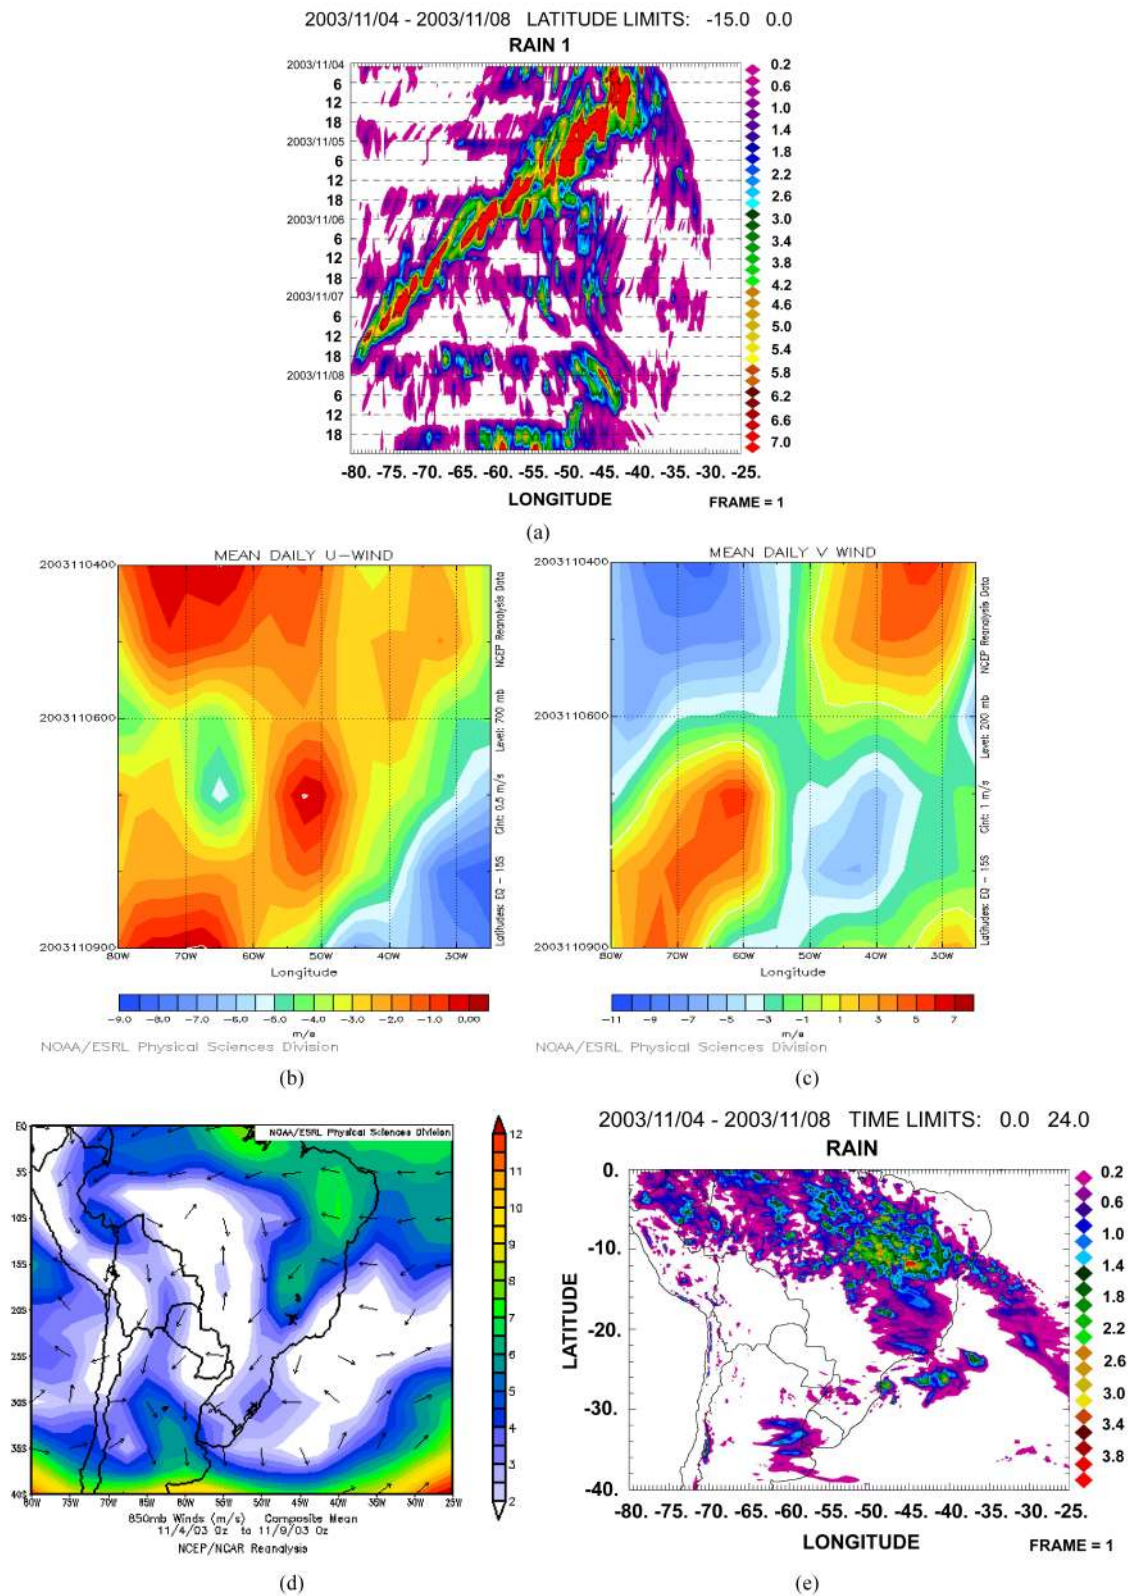 2003/11/04 - 2003/11/08 LATITUDE LIMITS: -15.0 0.0
RAIN 1
2003/11/04
6
12
18
2003/11/05
6
12
2003/11/06
6
12
18
2003/11/07
6
12
18
2003/11/08
6
12
18
0.2
0.6
1.0
1.4
1.8
2.2
2.6
3.0
3.4
3.8
4.2
4.6
5.0
5.4
5.8
6.2
6.6
7.0
-80. -75. -70. -65. -60. -55. -50. -45. -40. -35. -30. -25.
LONGITUDE
FRAME = 1
(a)
MEAN DAILY U-WIND
2003110400
2003110600
2003110900
80W 70W 60W 50W 40W 30W
Longitude
NCEP Reanalysis Data
Level: 700 mb
Cint: 0.5 m/s
Latitudes: EQ - 15S
-9.0 -8.0 -6.0 -5.0 -4.0 -3.0 -2.0 -1.0 0.00
m/s
NOAA/ESRL Physical Sciences Division
(b)
MEAN DAILY V WIND
2003110400
2003110600
2003110900
80W 70W 60W 50W 40W 30W
Longitude
NCEP Reanalysis Data
Level: 200 mb
Cint: 1 m/s
Latitudes: EQ - 15S
-11 -9 -7 -5 -3 -1 1 3 5 7
m/s
NOAA/ESRL Physical Sciences Division
(c)
NOAA/ESRL Physical Sciences Division
EQ
5S
10S
15S
20S
25S
30S
35S
40S
80W 75W 70W 65W 60W 55W 50W 45W 40W 35W 30W 25W
12
11
10
9
8
7
6
5
4
3
2
850mb Winds (m/s) Composite Mean
11/4/03 0z to 11/9/03 0z
NCEP/NCAR Reanalysis
(d)
2003/11/04 - 2003/11/08 TIME LIMITS: 0.0 24.0
RAIN
0.
-10.
-20.
-30.
-40.
LATITUDE
0.2
0.6
0.8
1.0
1.4
1.8
2.2
2.6
3.0
3.4
3.8
-80. -75. -70. -65. -60. -55. -50. -45. -40. -35. -30. -25.
LONGITUDE
FRAME = 1
(e)